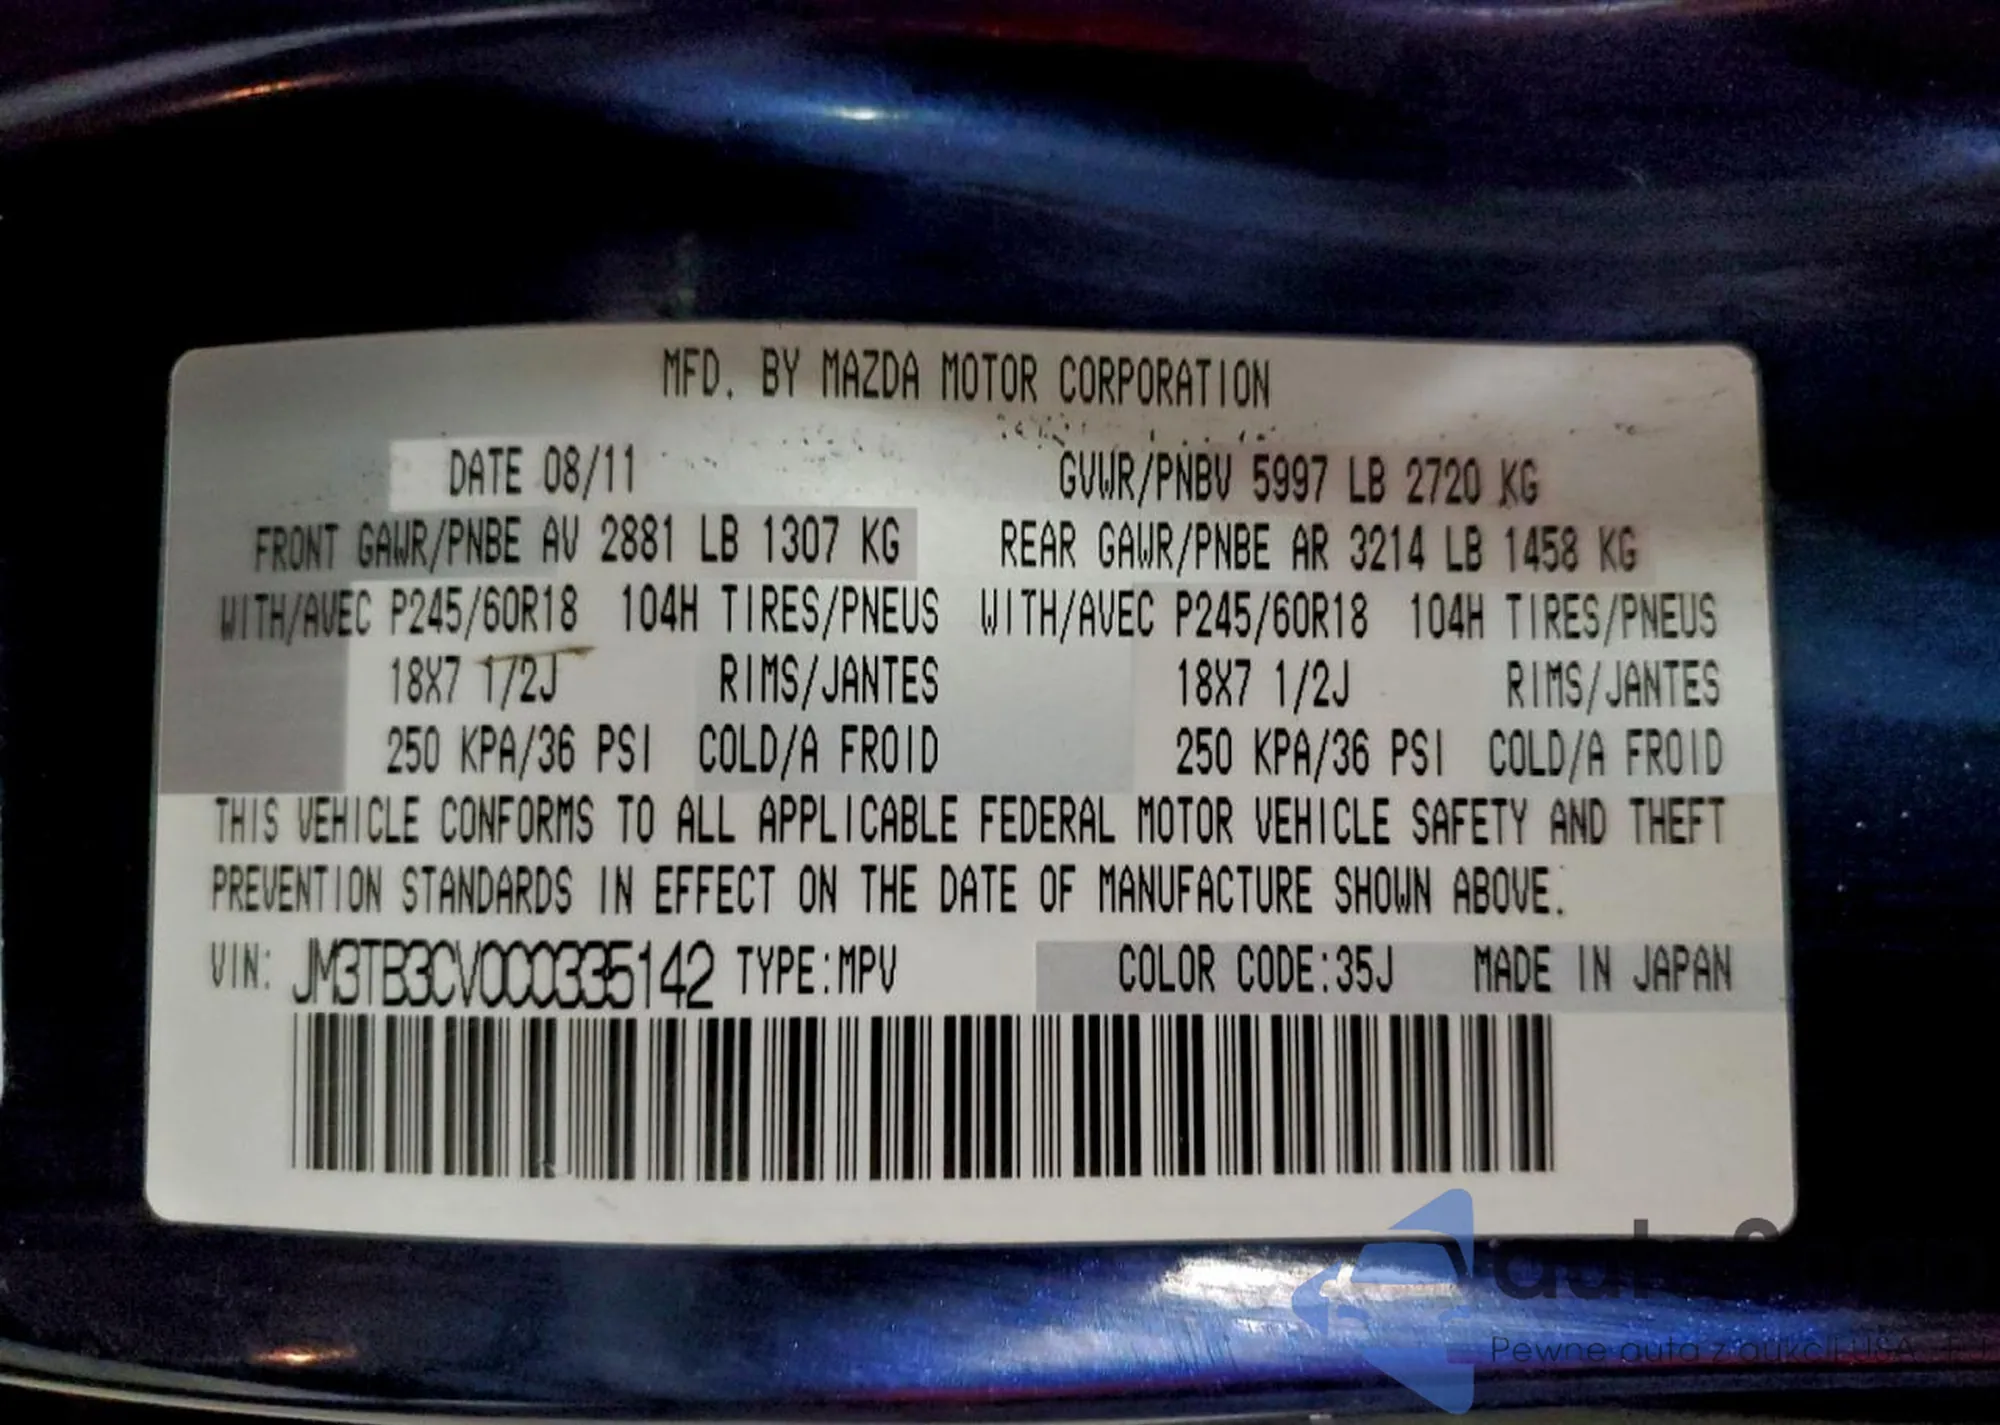 MFD. BY MAZDA MOTOR CORPORATION
DATE 08/11 GVWR/PNBV 5997 LB 2720 KG
FRONT GAWR/PNBE AV 2881 LB 1307 KG REAR GAWR/PNBE AR 3214 LB 1458 KG
WITH/AVEC P245/60R18 104H TIRES/PNEUS WITH/AVEC P245/60R18 104H TIRES/PNEUS
18X7 1/2J RIMS/JANTES 18X7 1/2J RIMS/JANTES
250 KPA/36 PSI COLD/A FROID 250 KPA/36 PSI COLD/A FROID
THIS VEHICLE CONFORMS TO ALL APPLICABLE FEDERAL MOTOR VEHICLE SAFETY AND THEFT
PREVENTION STANDARDS IN EFFECT ON THE DATE OF MANUFACTURE SHOWN ABOVE.
VIN: JM3TB3CV0C0335142 TYPE:MPV COLOR CODE:35J MADE IN JAPAN
Pewne auta z aukcji USA